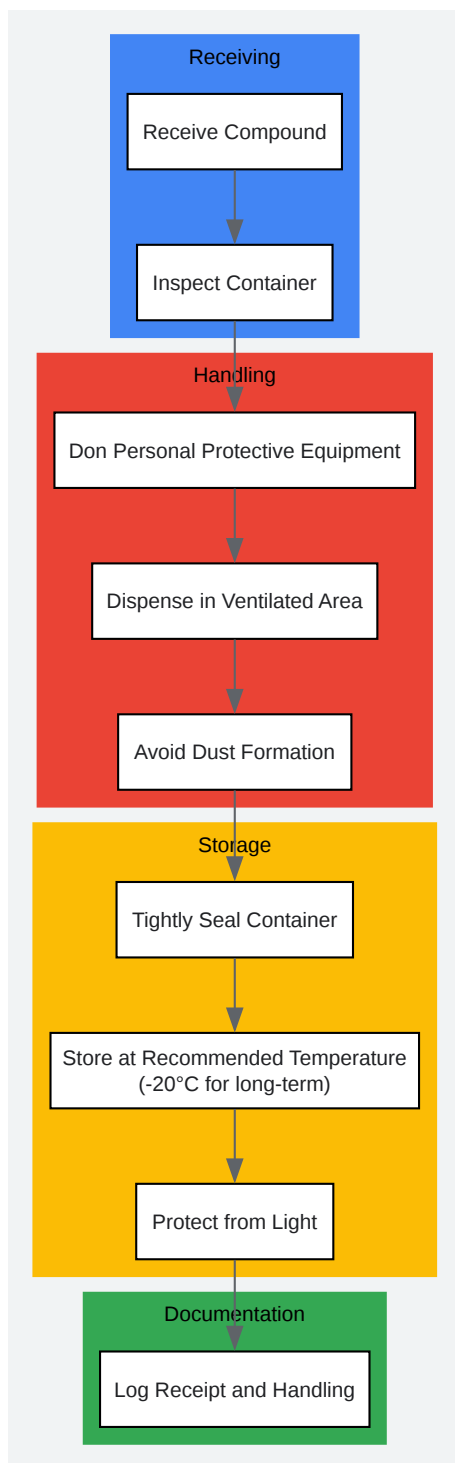 Receiving
Receive Compound
Inspect Container
Handling
Don Personal Protective Equipment
Dispense in Ventilated Area
Avoid Dust Formation
Storage
Tightly Seal Container
Store at Recommended Temperature
(-20°C for long-term)
Protect from Light
Documentation
Log Receipt and Handling